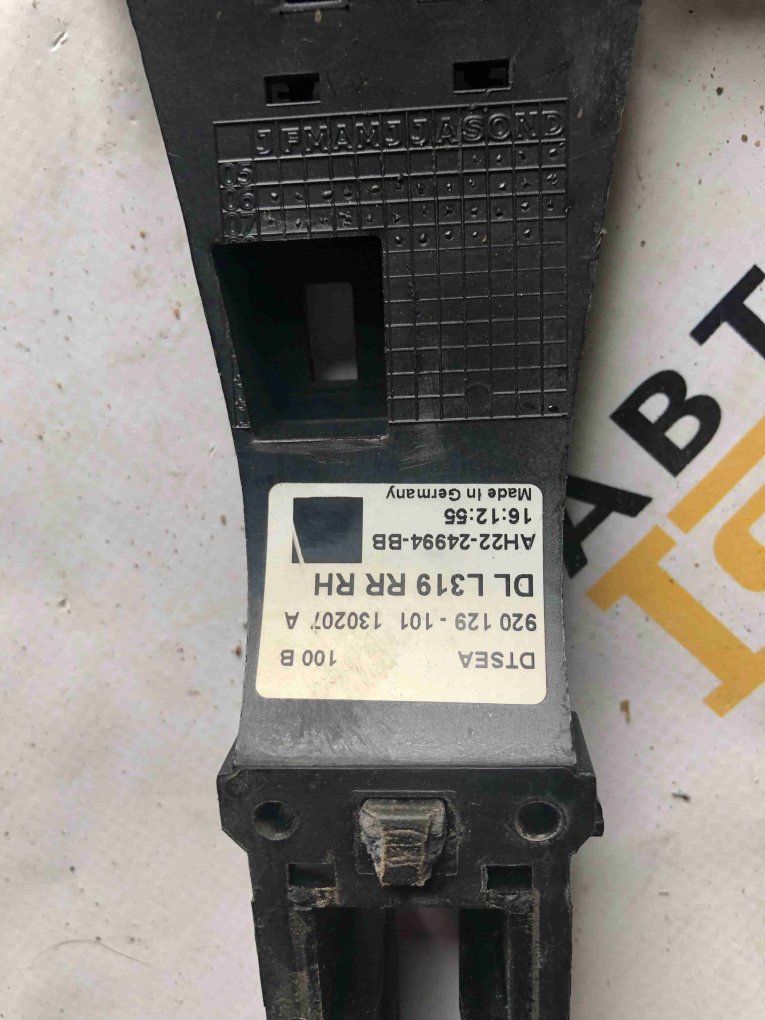 J F M A M J J A S O N D
05
06
07
DTSEA 100 B
920 129 - 101 130207 A
DL L319 RR RH
AH22-24994-BB
16:12:55
Made in Germany
АВТ